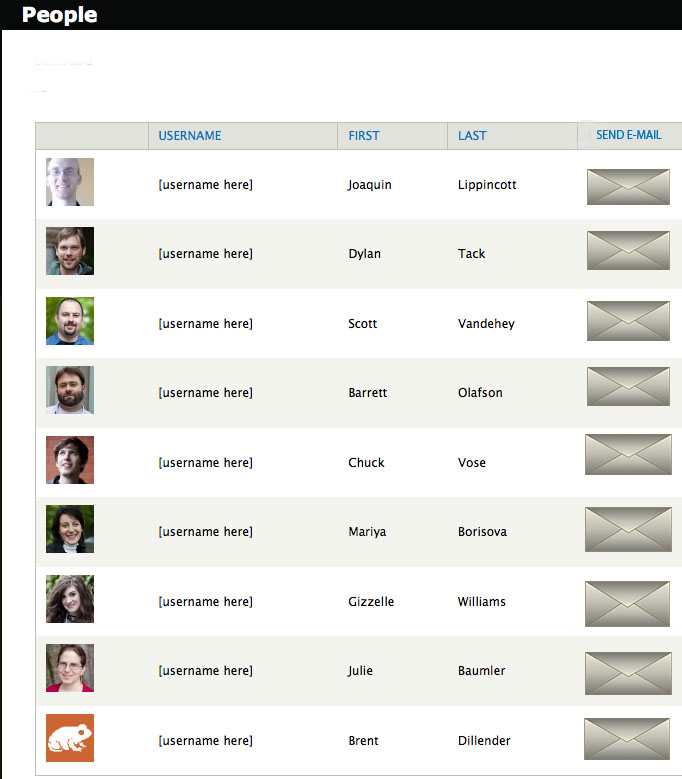 People
USERNAME FIRST LAST SEND E-MAIL
[username here] Joaquin Lippincott
[username here] Dylan Tack
[username here] Scott Vandehey
[username here] Barrett Olafson
[username here] Chuck Vose
[username here] Mariya Borisova
[username here] Gizzelle Williams
[username here] Julie Baumler
[username here] Brent Dillender